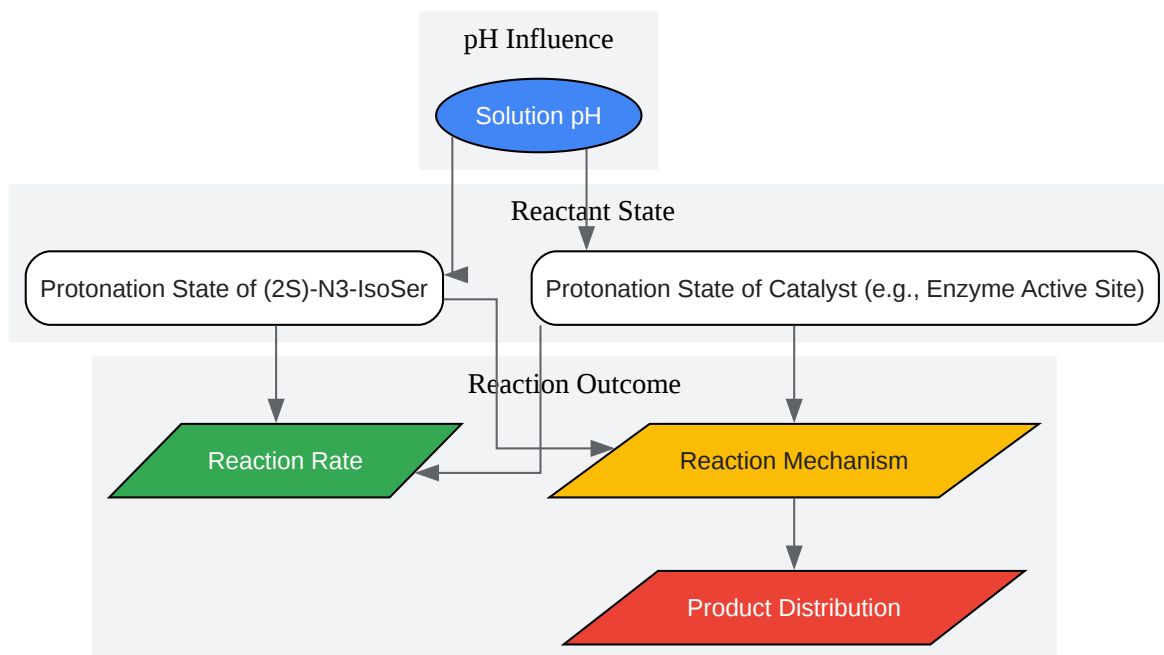 pH Influence
Solution pH
Reactant State
Protonation State of (2S)-N3-IsoSer
Protonation State of Catalyst (e.g., Enzyme Active Site)
Reaction Outcome
Reaction Rate
Reaction Mechanism
Product Distribution